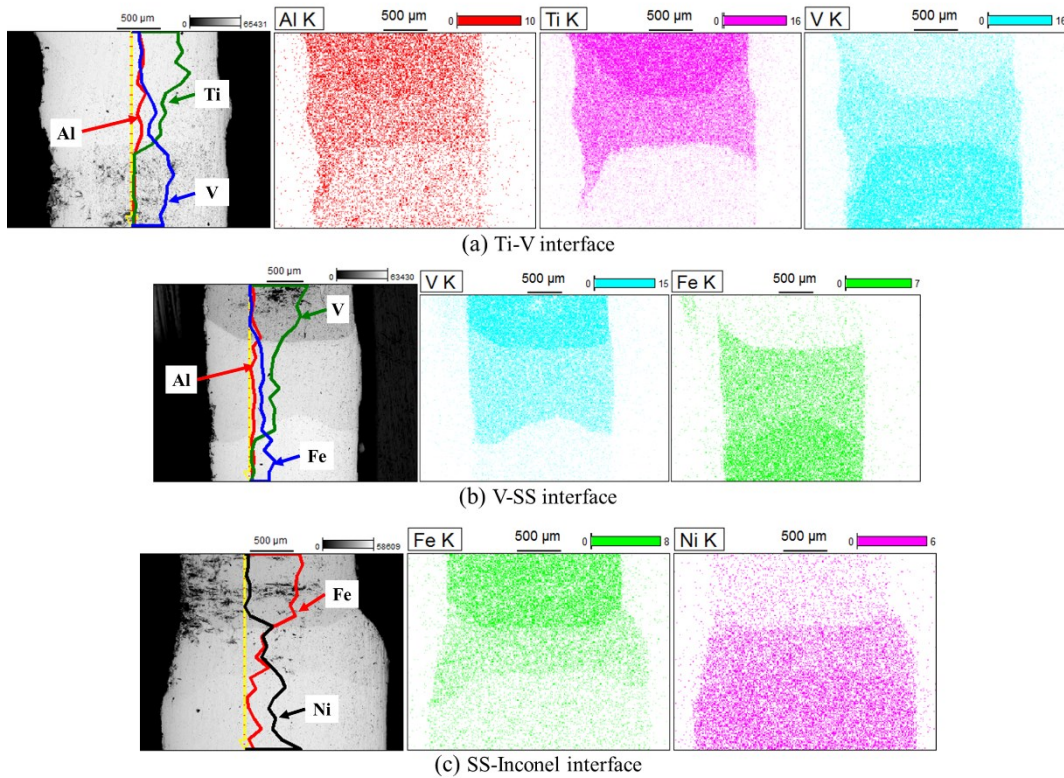 500 μm 0 65431 Al K 500 μm 0 10 Ti K 500 μm 0 16 V K 500 μm 0 16
Ti
Al
V
(a) Ti-V interface
500 μm 0 63430 V K 500 μm 0 15 Fe K 500 μm 0 7
V
Al
Fe
(b) V-SS interface
500 μm 0 58609 Fe K 500 μm 0 8 Ni K 500 μm 0 6
Fe
Ni
(c) SS-Inconel interface